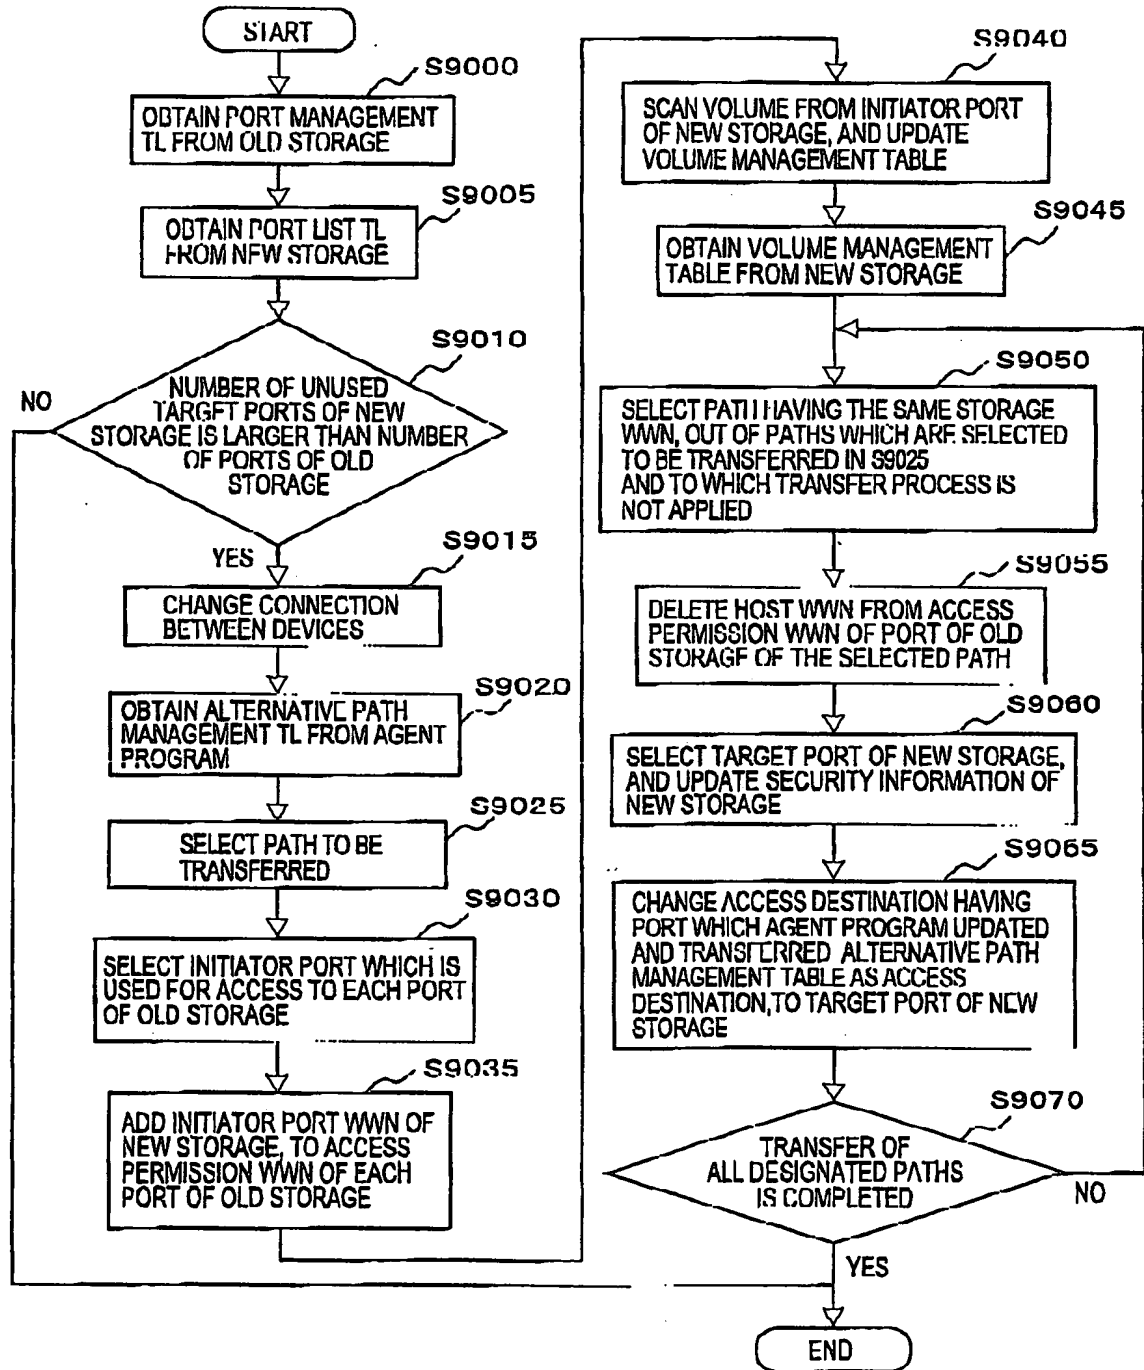 START
S9000
OBTAIN PORT MANAGEMENT
TL FROM OLD STORAGE
S9005
OBTAIN PORT LIST TL
FROM NEW STORAGE
S9010
NUMBER OF UNUSED
TARGET PORTS OF NEW
STORAGE IS LARGER THAN NUMBER
OF PORTS OF OLD
STORAGE
NO
YES
S9015
CHANGE CONNECTION
BETWEEN DEVICES
S9020
OBTAIN ALTERNATIVE PATH
MANAGEMENT TL FROM AGENT
PROGRAM
S9025
SELECT PATH TO BE
TRANSFERRED
S9030
SELECT INITIATOR PORT WHICH IS
USED FOR ACCESS TO EACH PORT
OF OLD STORAGE
S9035
ADD INITIATOR PORT WWN OF
NEW STORAGE, TO ACCESS
PERMISSION WWN OF EACH
PORT OF OLD STORAGE
S9040
SCAN VOLUME FROM INITIATOR PORT
OF NEW STORAGE, AND UPDATE
VOLUME MANAGEMENT TABLE
S9045
OBTAIN VOLUME MANAGEMENT
TABLE FROM NEW STORAGE
S9050
SELECT PATH HAVING THE SAME STORAGE
WWN, OUT OF PATHS WHICH ARE SELECTED
TO BE TRANSFERRED IN S9025
AND TO WHICH TRANSFER PROCESS IS
NOT APPLIED
S9055
DELETE HOST WWN FROM ACCESS
PERMISSION WWN OF PORT OF OLD
STORAGE OF THE SELECTED PATH
S9060
SELECT TARGET PORT OF NEW STORAGE,
AND UPDATE SECURITY INFORMATION OF
NEW STORAGE
S9065
CHANGE ACCESS DESTINATION HAVING
PORT WHICH AGENT PROGRAM UPDATED
AND TRANSFERRED ALTERNATIVE PATH
MANAGEMENT TABLE AS ACCESS
DESTINATION, TO TARGET PORT OF NEW
STORAGE
S9070
TRANSFER OF
ALL DESIGNATED PATHS
IS COMPLETED
NO
YES
END